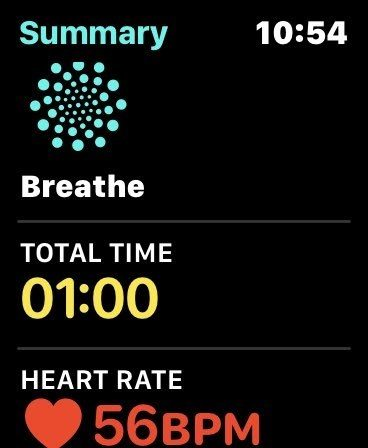 Summary 10:54
Breathe
TOTAL TIME
01:00
HEART RATE
56BPM